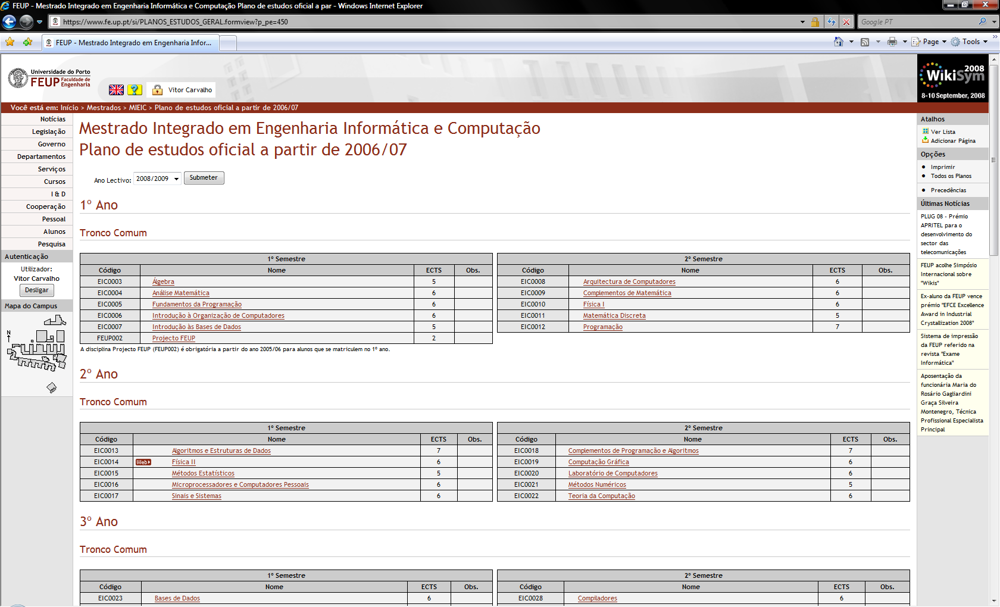 FEUP - Mestrado Integrado em Engenharia Informática e Computação Plano de estudos oficial a par - Windows Internet Explorer
https://www.fe.up.pt/si/PLANOS_ESTUDOS_GERAL.formview?p_pe=450
Google PT
FEUP - Mestrado Integrado em Engenharia Infor...
Page
Tools
Universidade do Porto
FEUP Faculdade de Engenharia
Vitor Carvalho
WikiSym 2008
8-10 September, 2008
Você está em: Início > Mestrados > MIEIC > Plano de estudos oficial a partir de 2006/07
Notícias
Legislação
Governo
Departamentos
Serviços
Cursos
I & D
Cooperação
Pessoal
Alunos
Pesquisa
Autenticação
Utilizador:
Vitor Carvalho
Desligar
Mapa do Campus
N
Mestrado Integrado em Engenharia Informática e Computação
Plano de estudos oficial a partir de 2006/07
Ano Lectivo: 2008/2009 Submeter
1º Ano
Tronco Comum
1º Semestre
Código Nome ECTS Obs.
EIC0003 Álgebra 5
EIC0004 Análise Matemática 6
EIC0005 Fundamentos da Programação 6
EIC0006 Introdução à Organização de Computadores 6
EIC0007 Introdução às Bases de Dados 5
FEUP002 Projecto FEUP 2
2º Semestre
Código Nome ECTS Obs.
EIC0008 Arquitectura de Computadores 6
EIC0009 Complementos de Matemática 6
EIC0010 Física I 6
EIC0011 Matemática Discreta 5
EIC0012 Programação 7
A disciplina Projecto FEUP (FEUP002) é obrigatória a partir do ano 2005/06 para alunos que se matriculem no 1º ano.
2º Ano
Tronco Comum
1º Semestre
Código Nome ECTS Obs.
EIC0013 Algoritmos e Estruturas de Dados 7
EIC0014 Web Física II 6
EIC0015 Métodos Estatísticos 5
EIC0016 Microprocessadores e Computadores Pessoais 6
EIC0017 Sinais e Sistemas 6
2º Semestre
Código Nome ECTS Obs.
EIC0018 Complementos de Programação e Algoritmos 7
EIC0019 Computação Gráfica 6
EIC0020 Laboratório de Computadores 6
EIC0021 Métodos Numéricos 5
EIC0022 Teoria da Computação 6
3º Ano
Tronco Comum
1º Semestre
Código Nome ECTS Obs.
EIC0023 Bases de Dados 6
2º Semestre
Código Nome ECTS Obs.
EIC0028 Compiladores 6
Atalhos
Ver Lista
Adicionar Página
Opções
Imprimir
Todos os Planos
Precedências
Últimas Notícias
PLUG 08 - Prémio
APRITEL para o
desenvolvimento do
sector das
telecomunicações
FEUP acolhe Simpósio
Internacional sobre
"Wikis"
Ex-aluno da FEUP vence
prémio "EFCE Excellence
Award in Industrial
Crystallization 2008"
Sistema de impressão
da FEUP referido na
revista "Exame
Informática"
Aposentação da
funcionária Maria do
Rosário Gagliardini
Graça Silveira
Montenegro, Técnica
Profissional Especialista
Principal